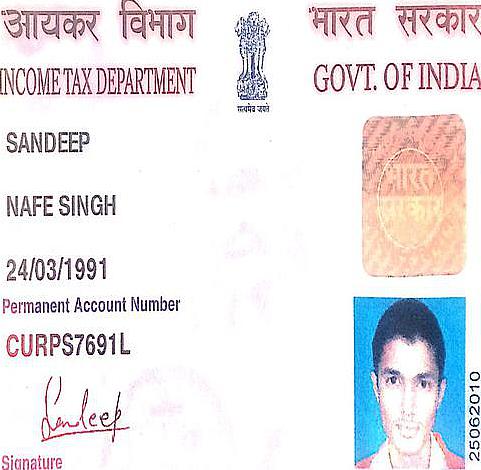 आयकर विभाग
भारत सरकार
INCOME TAX DEPARTMENT
GOVT. OF INDIA
सत्यमेव जयते
SANDEEP
NAFE SINGH
24/03/1991
Permanent Account Number
CURPS7691L
Sandeep
Signature
भारत
सरकार
25062010